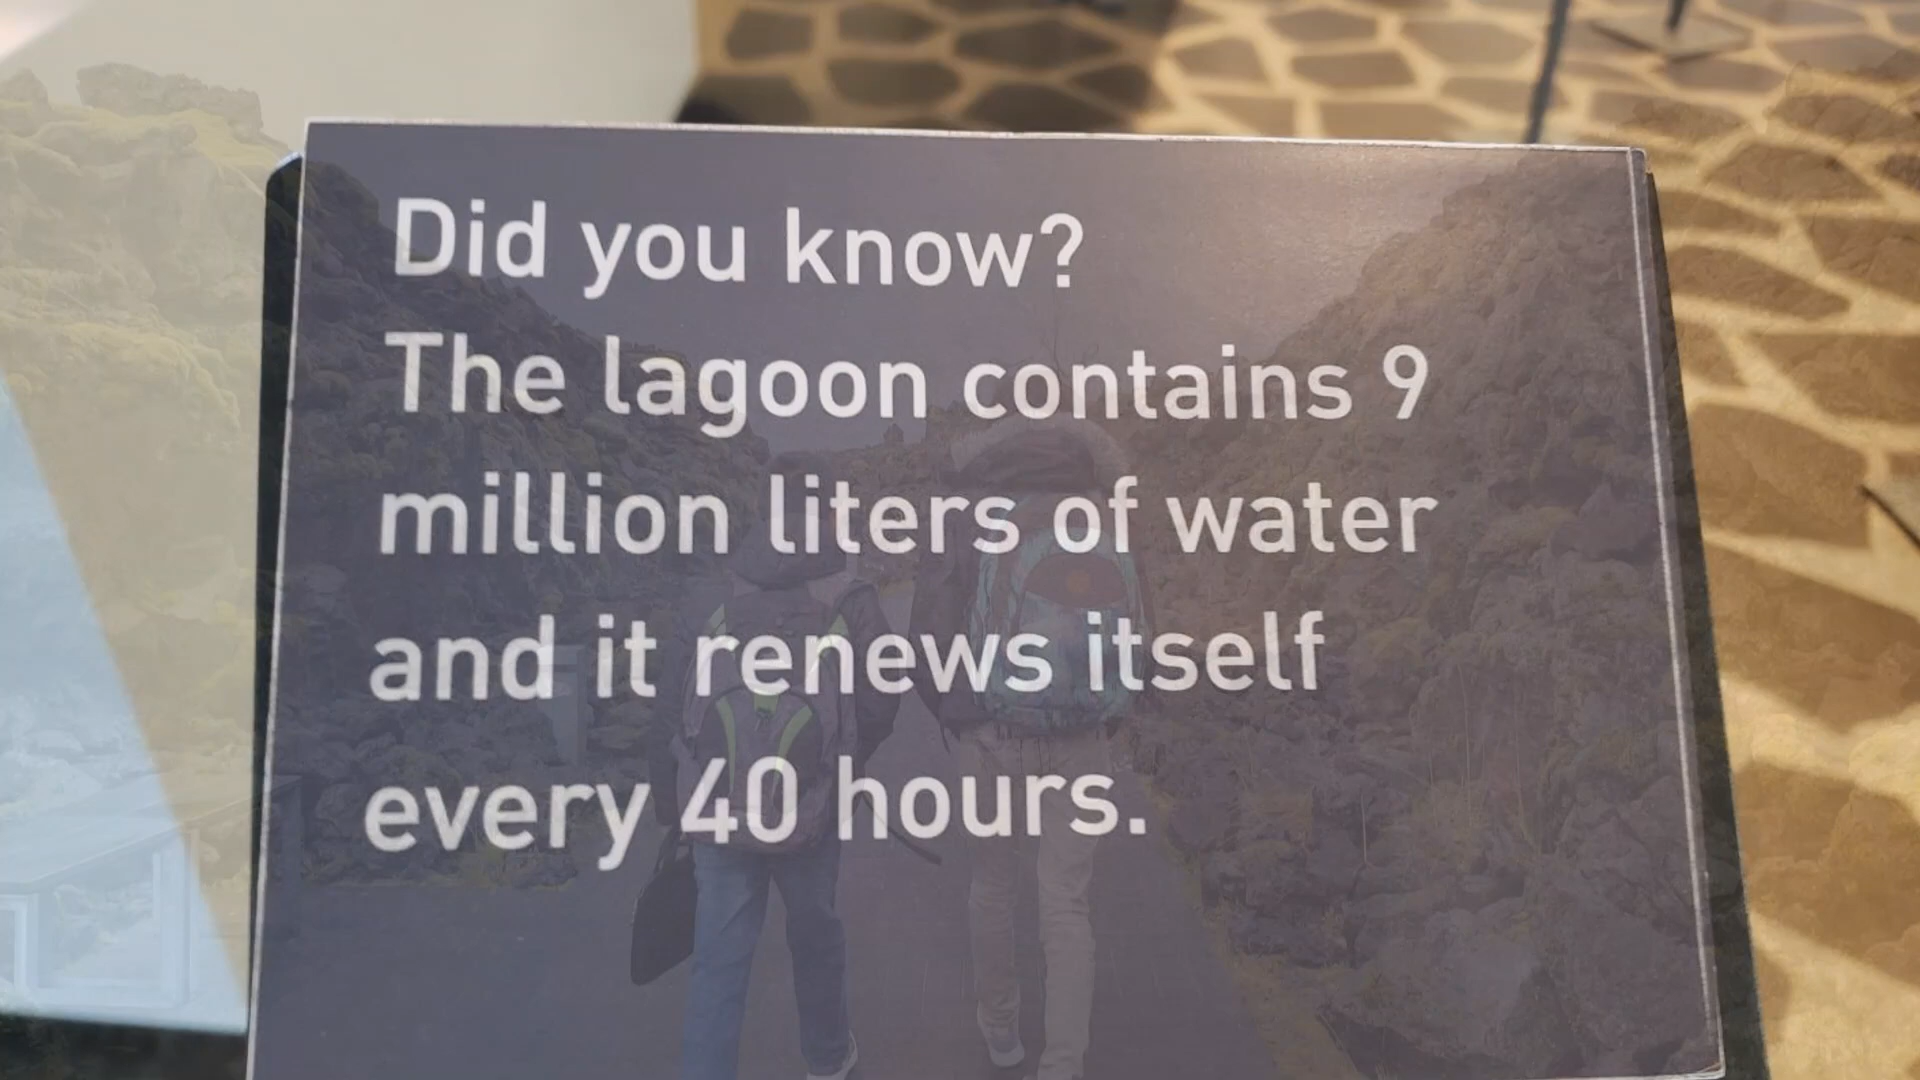 Did you know?
The lagoon contains 9
million liters of water
and it renews itself
every 40 hours.